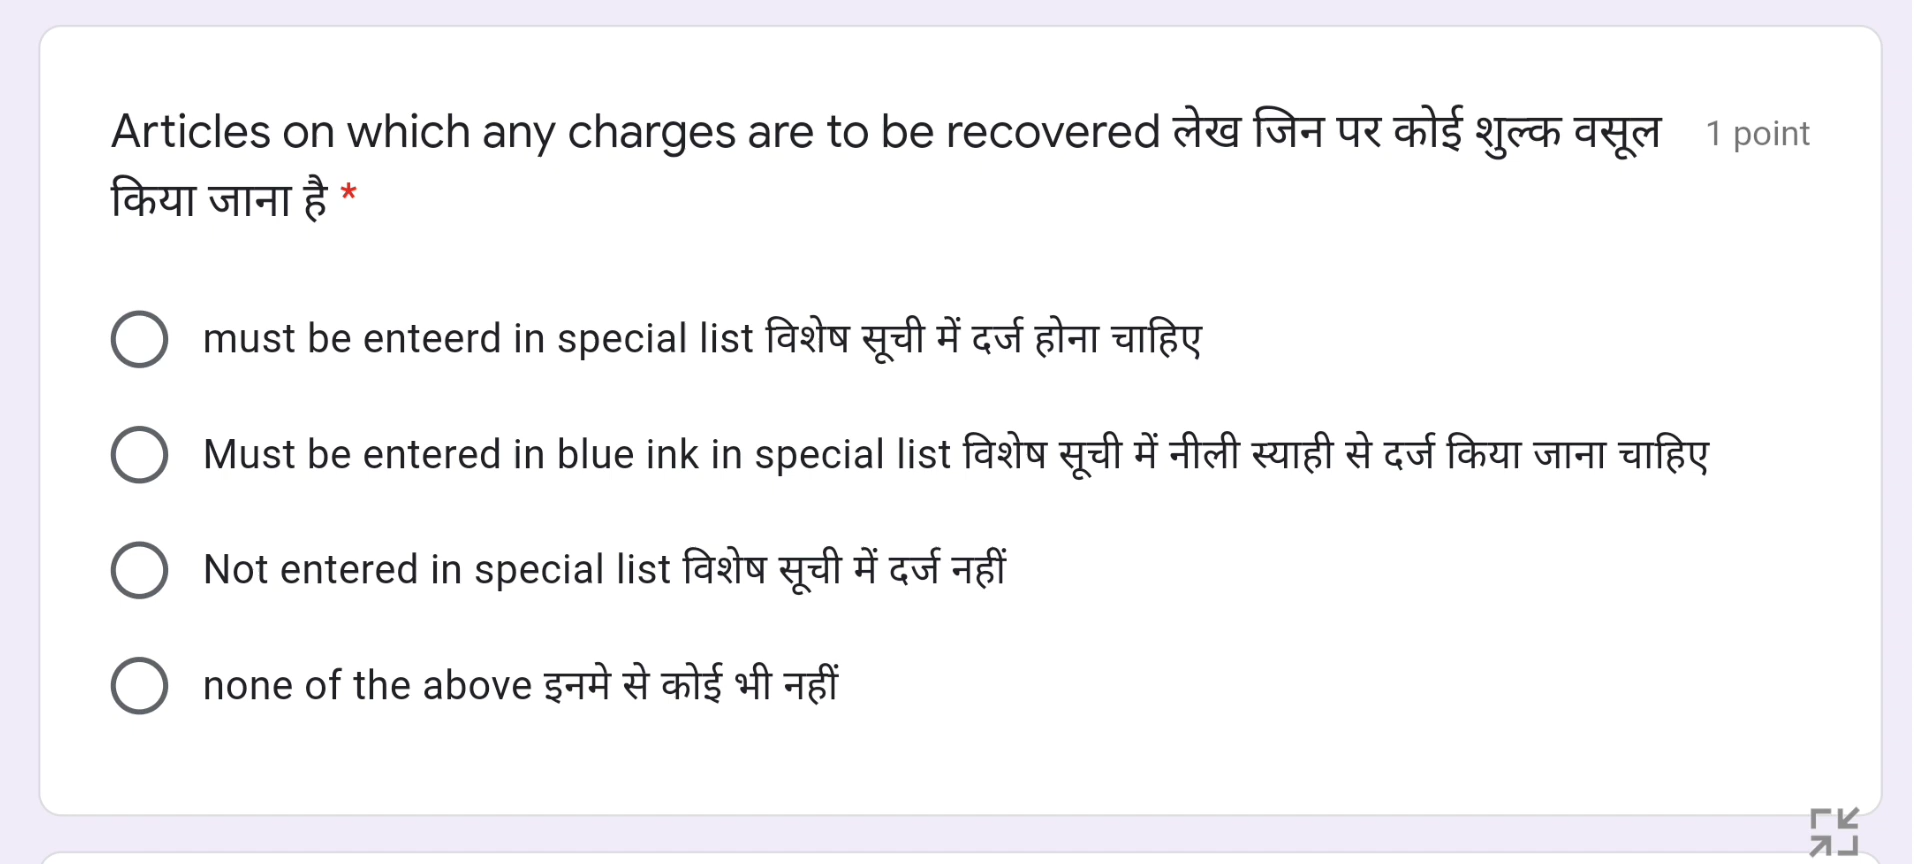 Articles on which any charges are to be recovered लेख जिन पर कोई शुल्क वसूल 1 point
किया जाना है *
must be enteerd in special list विशेष सूची में दर्ज होना चाहिए
Must be entered in blue ink in special list विशेष सूची में नीली स्याही से दर्ज किया जाना चाहिए
Not entered in special list विशेष सूची में दर्ज नहीं
none of the above इनमे से कोई भी नहीं